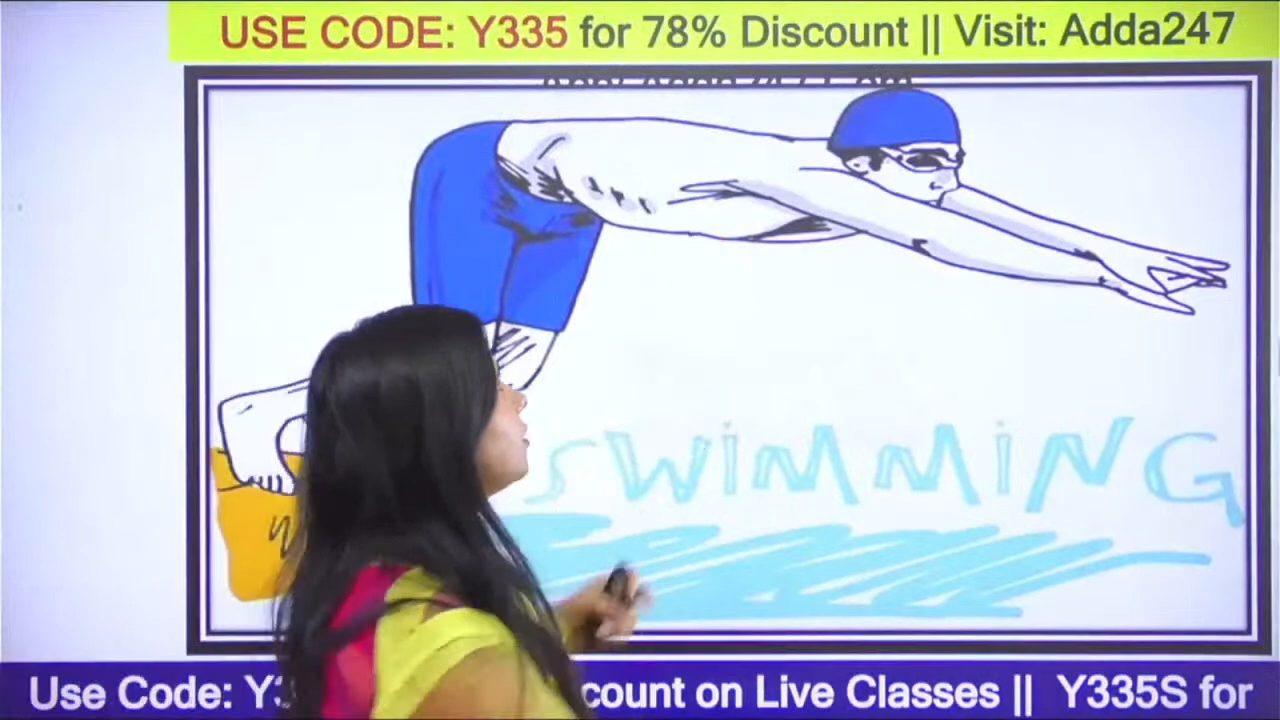 USE CODE: Y335 for 78% Discount || Visit: Adda247
SWIMMING
Use Code: Y3 count on Live Classes || Y335S for